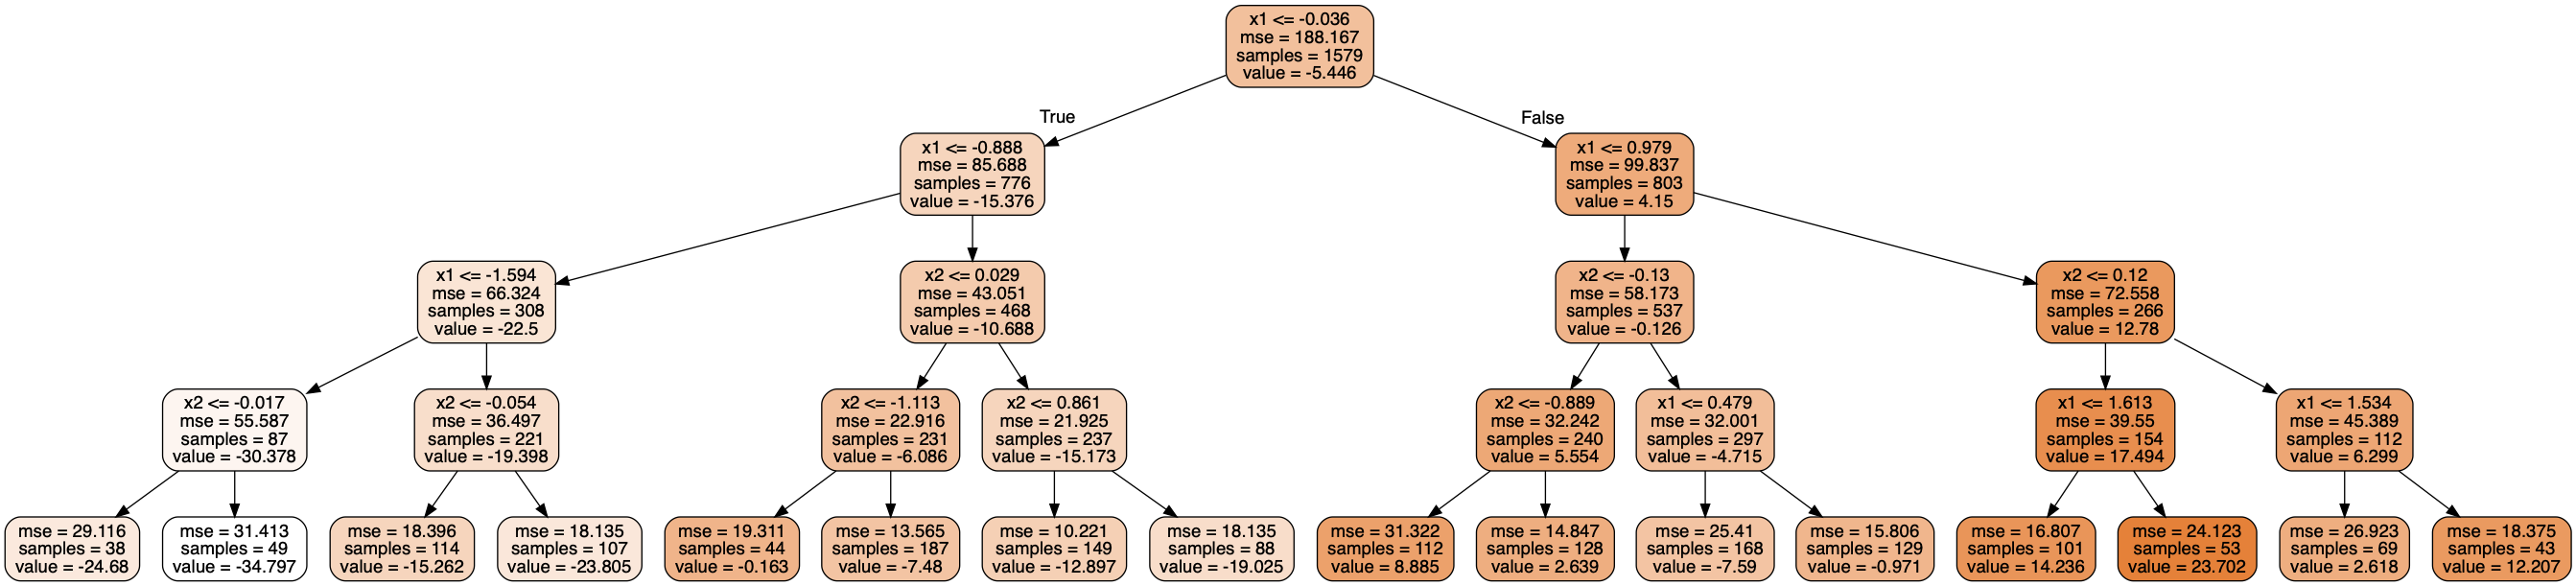 x1 <= -0.036
mse = 188.167
samples = 1579
value = -5.446
True
False
x1 <= -0.888
mse = 85.688
samples = 776
value = -15.376
x1 <= 0.979
mse = 99.837
samples = 803
value = 4.15
x1 <= -1.594
mse = 66.324
samples = 308
value = -22.5
x2 <= 0.029
mse = 43.051
samples = 468
value = -10.688
x2 <= -0.13
mse = 58.173
samples = 537
value = -0.126
x2 <= 0.12
mse = 72.558
samples = 266
value = 12.78
x2 <= -0.017
mse = 55.587
samples = 87
value = -30.378
x2 <= -0.054
mse = 36.497
samples = 221
value = -19.398
x2 <= -1.113
mse = 22.916
samples = 231
value = -6.086
x2 <= 0.861
mse = 21.925
samples = 237
value = -15.173
x2 <= -0.889
mse = 32.242
samples = 240
value = 5.554
x1 <= 0.479
mse = 32.001
samples = 297
value = -4.715
x1 <= 1.613
mse = 39.55
samples = 154
value = 17.494
x1 <= 1.534
mse = 45.389
samples = 112
value = 6.299
mse = 29.116
samples = 38
value = -24.68
mse = 31.413
samples = 49
value = -34.797
mse = 18.396
samples = 114
value = -15.262
mse = 18.135
samples = 107
value = -23.805
mse = 19.311
samples = 44
value = -0.163
mse = 13.565
samples = 187
value = -7.48
mse = 10.221
samples = 149
value = -12.897
mse = 18.135
samples = 88
value = -19.025
mse = 31.322
samples = 112
value = 8.885
mse = 14.847
samples = 128
value = 2.639
mse = 25.41
samples = 168
value = -7.59
mse = 15.806
samples = 129
value = -0.971
mse = 16.807
samples = 101
value = 14.236
mse = 24.123
samples = 53
value = 23.702
mse = 26.923
samples = 69
value = 2.618
mse = 18.375
samples = 43
value = 12.207